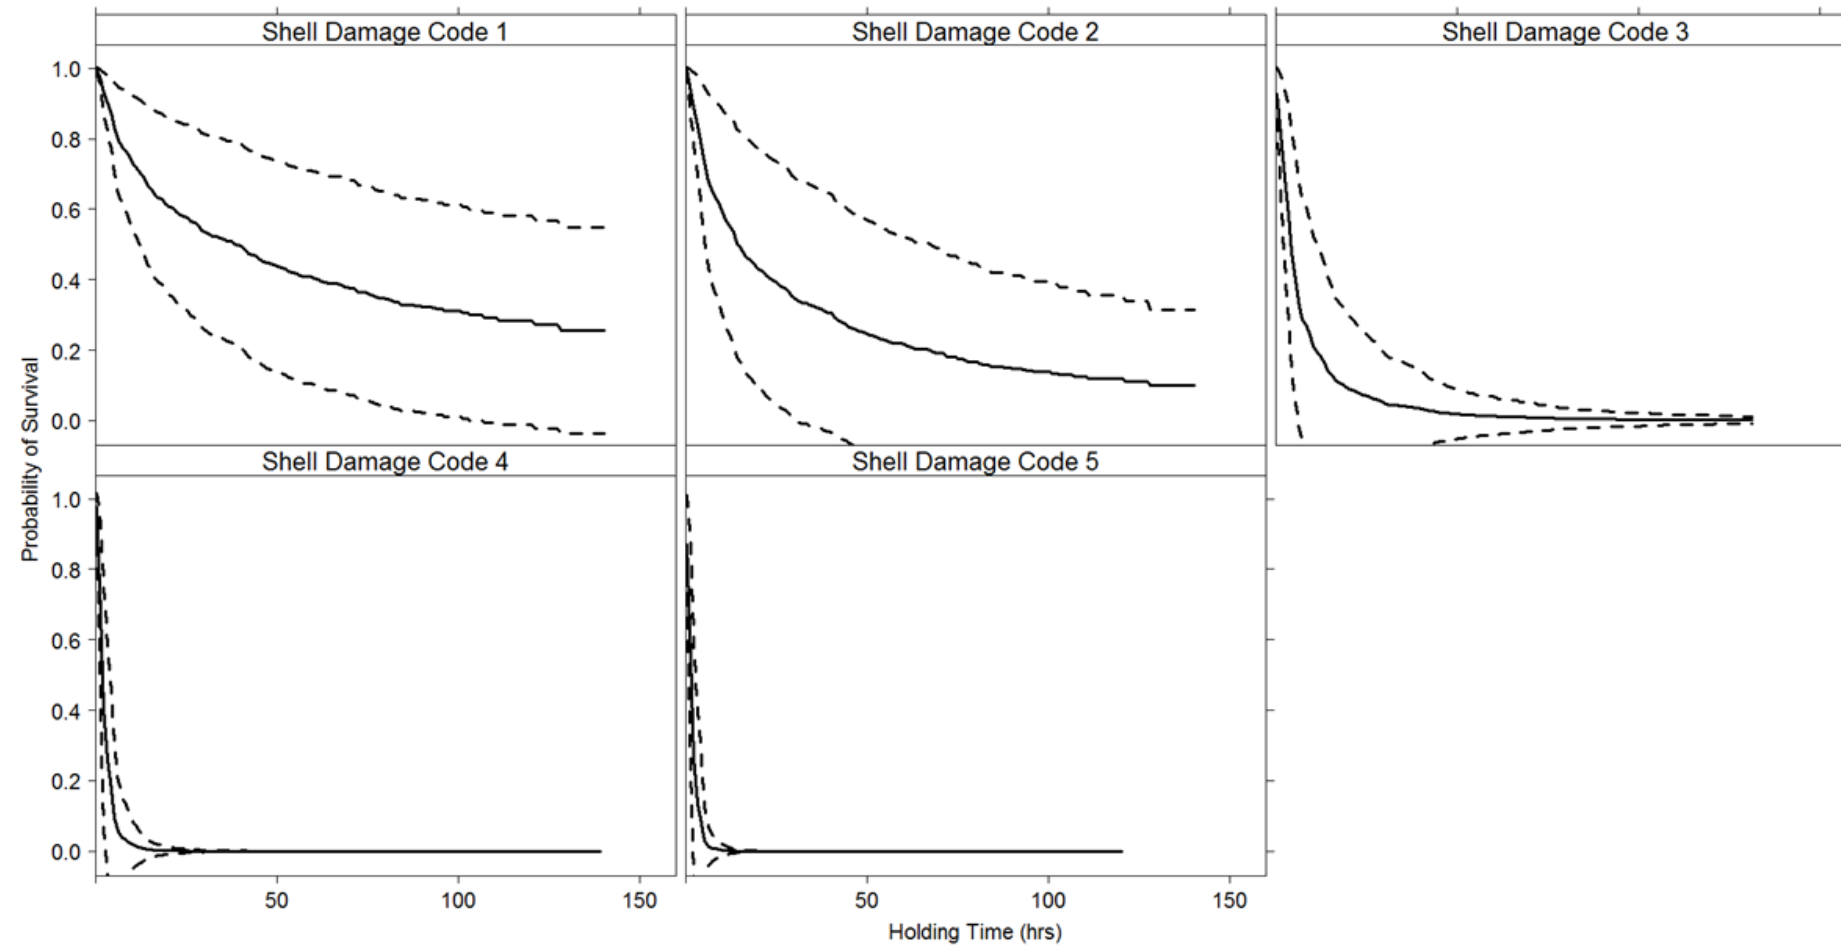 Shell Damage Code 1
Shell Damage Code 2
Shell Damage Code 3
1.0
0.8
0.6
0.4
0.2
0.0
Probability of Survival
Shell Damage Code 4
Shell Damage Code 5
1.0
0.8
0.6
0.4
0.2
0.0
50
100
150
50
100
150
Holding Time (hrs)